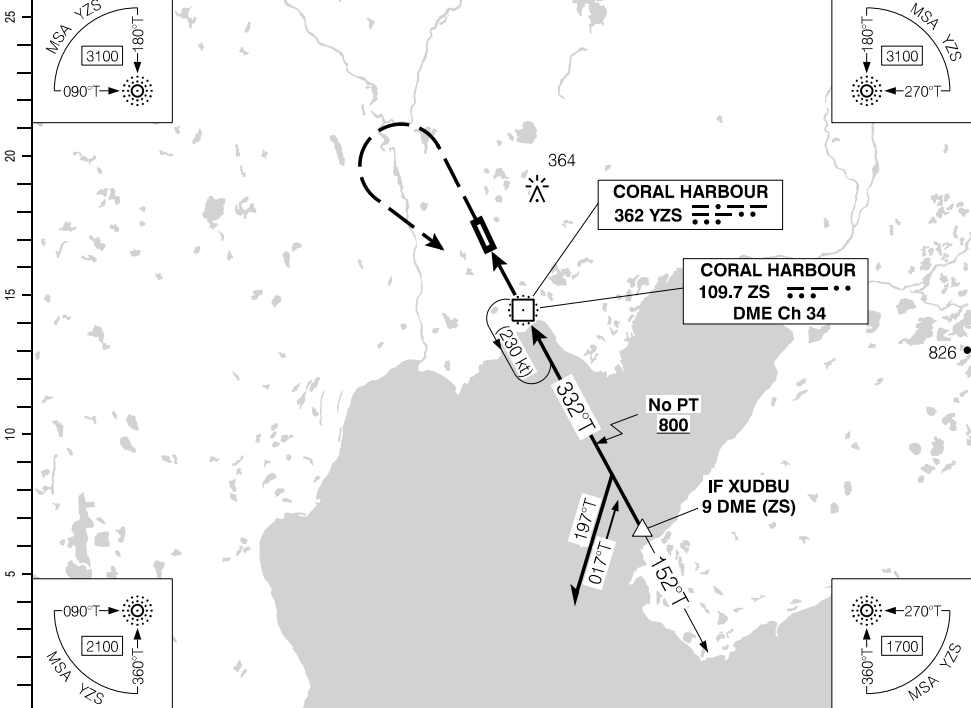 25
20
15
10
5
MSA YZS
180°T
3100
090°T
MSA YZS
180°T
3100
270°T
364
CORAL HARBOUR
362 YZS
CORAL HARBOUR
109.7 ZS
DME Ch 34
826
(230 kt)
332°T
No PT
800
IF XUDBU
9 DME (ZS)
197°T
017°T
152°T
090°T
2100
360°T
MSA YZS
270°T
1700
360°T
MSA YZS